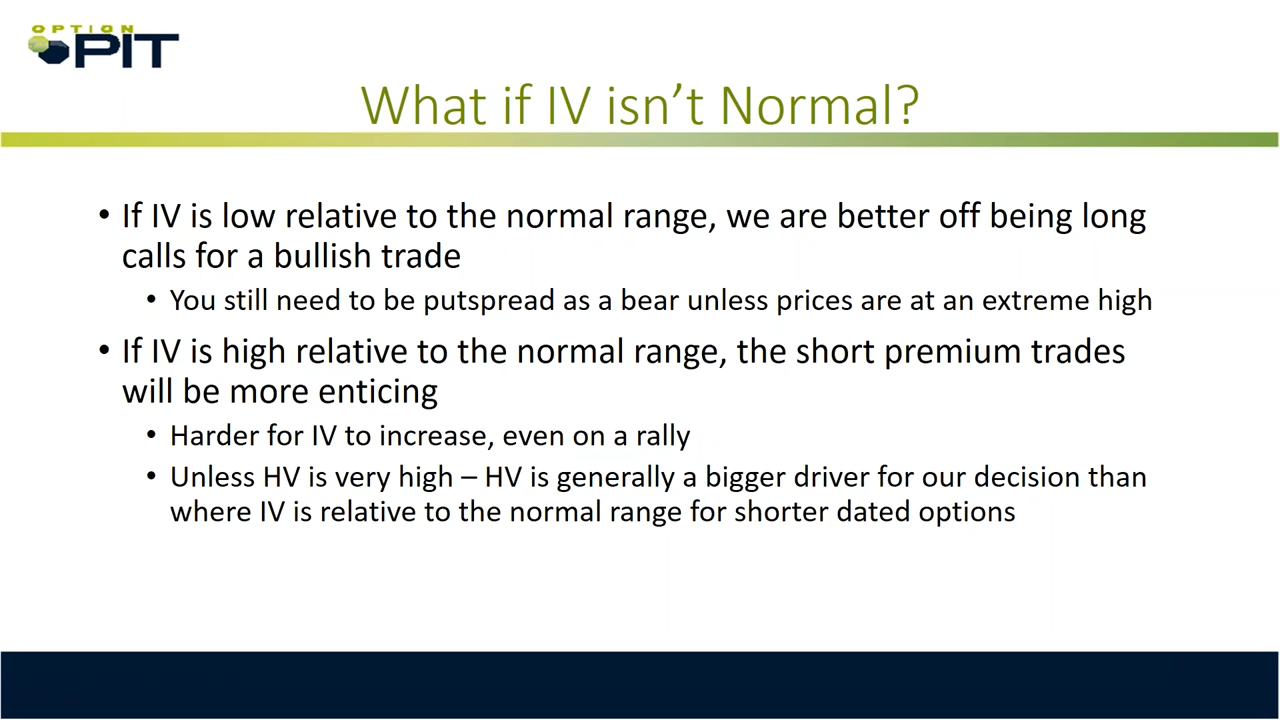 OPTION
PIT
What if IV isn’t Normal?
• If IV is low relative to the normal range, we are better off being long
calls for a bullish trade
• You still need to be putspread as a bear unless prices are at an extreme high
• If IV is high relative to the normal range, the short premium trades
will be more enticing
• Harder for IV to increase, even on a rally
• Unless HV is very high – HV is generally a bigger driver for our decision than
where IV is relative to the normal range for shorter dated options